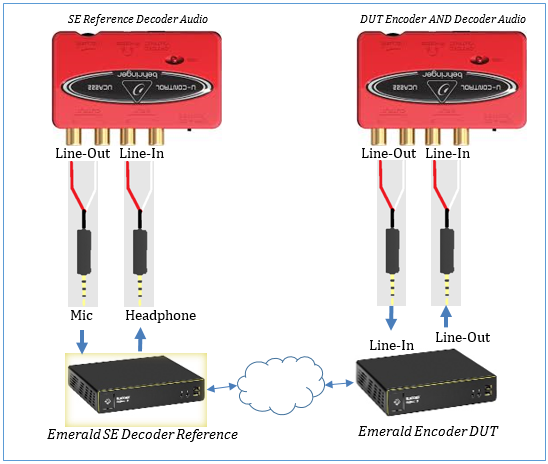 SE Reference Decoder Audio
DUT Encoder AND Decoder Audio
U-CONTROL UCA222
behringer
U-CONTROL UCA222
behringer
Line-Out Line-In
Line-Out Line-In
Mic
Headphone
Line-In
Line-Out
Emerald SE Decoder Reference
Emerald Encoder DUT